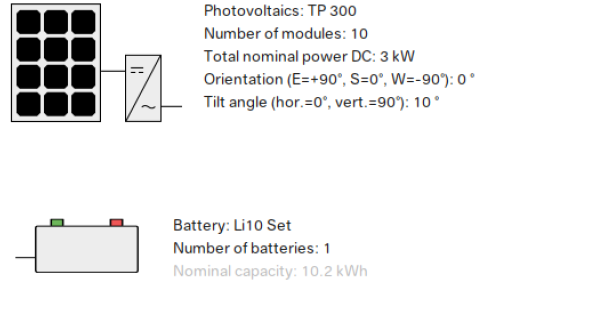 Photovoltaics: TP 300
Number of modules: 10
Total nominal power DC: 3 kW
Orientation (E=+90°, S=0°, W=-90°): 0 °
Tilt angle (hor.=0°, vert.=90°): 10 °
Battery: Li10 Set
Number of batteries: 1
Nominal capacity: 10.2 kWh